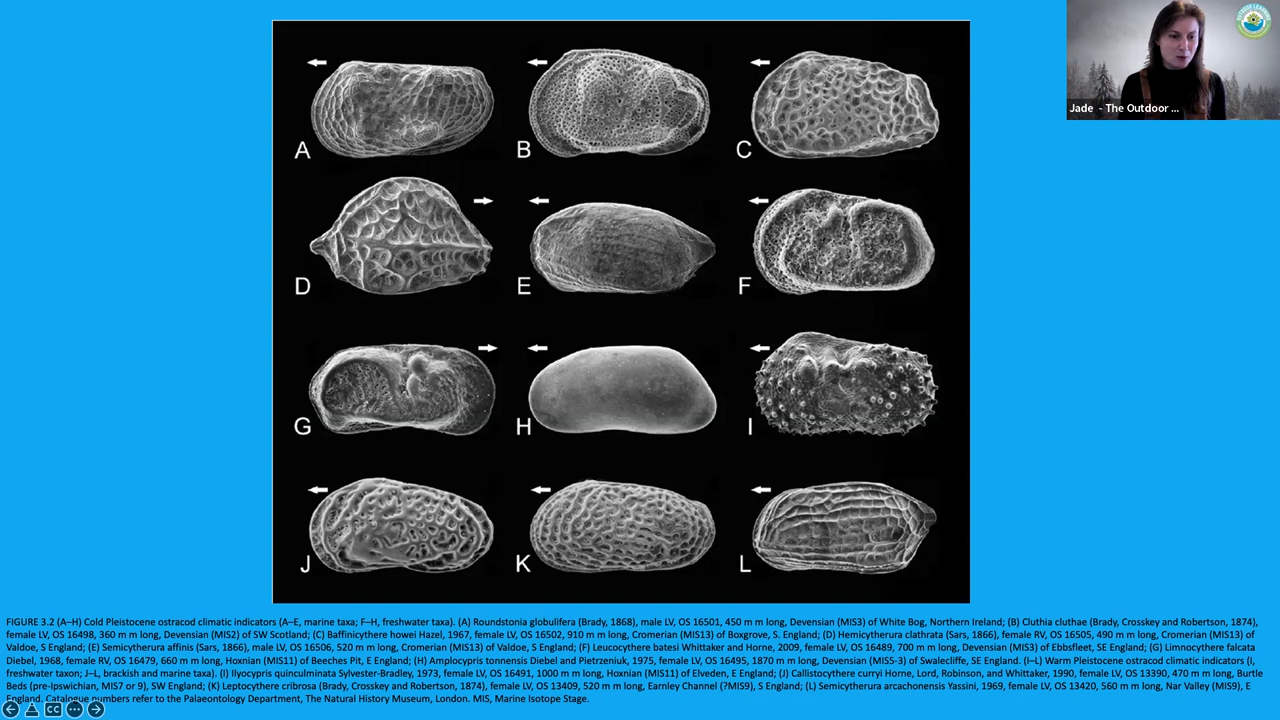 Jade - The Outdoor ...
A
B
C
D
E
F
G
H
I
J
K
L
FIGURE 3.2 (A–H) Cold Pleistocene ostracod climatic indicators (A–E, marine taxa; F–H, freshwater taxa). (A) Roundstonia globulifera (Brady, 1868), male LV, OS 16501, 450 m m long, Devensian (MIS3) of White Bog, Northern Ireland; (B) Cluthia cluthae (Brady, Crosskey and Robertson, 1874),
female LV, OS 16498, 360 m m long, Devensian (MIS2) of SW Scotland; (C) Baffinicythere howei Hazel, 1967, female LV, OS 16502, 910 m m long, Cromerian (MIS13) of Boxgrove, S. England; (D) Hemicytherura clathrata (Sars, 1866), female RV, OS 16505, 490 m m long, Cromerian (MIS13) of
Valdoe, S England; (E) Semicytherura affinis (Sars, 1866), male LV, OS 16506, 520 m m long, Cromerian (MIS13) of Valdoe, S England; (F) Leucocythere batesi Whittaker and Horne, 2009, female LV, OS 16489, 700 m m long, Devensian (MIS3) of Ebbsfleet, SE England; (G) Limnocythere falcata
Diebel, 1968, female RV, OS 16479, 660 m m long, Hoxnian (MIS11) of Beeches Pit, E England; (H) Amplocypris tonnensis Diebel and Pietrzeniuk, 1975, female LV, OS 16495, 1870 m m long, Devensian (MIS5-3) of Swalecliffe, SE England. (I–L) Warm Pleistocene ostracod climatic indicators (I,
freshwater taxon; J–L, brackish and marine taxa). (I) Ilyocypris quinculminata Sylvester-Bradley, 1973, female LV, OS 16491, 1000 m m long, Hoxnian (MIS11) of Elveden, E England; (J) Callistocythere curryi Horne, Lord, Robinson, and Whittaker, 1990, female LV, OS 13390, 470 m m long, Burtle
Beds (pre-Ipswichian, MIS7 or 9), SW England; (K) Leptocythere cribrosa (Brady, Crosskey and Robertson, 1874), female LV, OS 13409, 520 m m long, Earnley Channel (?MIS9), S England; (L) Semicytherura arcachonensis Yassini, 1969, female LV, OS 13420, 560 m m long, Nar Valley (MIS9), E
England. Catalogue numbers refer to the Palaeontology Department, The Natural History Museum, London. MIS, Marine Isotope Stage.